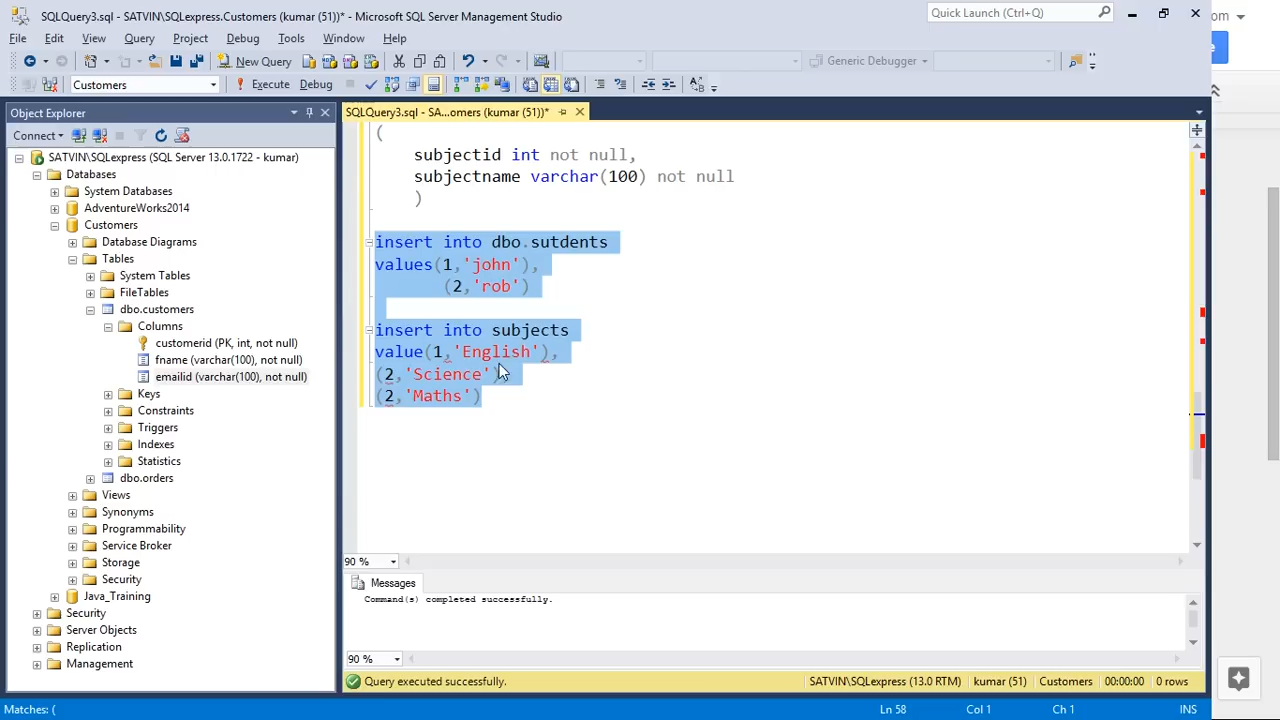 SQLQuery3.sql - SATVIN\SQLexpress.Customers (kumar (51))* - Microsoft SQL Server Management Studio
Quick Launch (Ctrl+Q)
om
File Edit View Query Project Debug Tools Window Help
New Query
Generic Debugger
Customers
Execute Debug
Object Explorer
SQLQuery3.sql - SA...omers (kumar (51))*
Connect
SATVIN\SQLexpress (SQL Server 13.0.1722 - kumar)
Databases
System Databases
AdventureWorks2014
Customers
Database Diagrams
Tables
System Tables
FileTables
dbo.customers
Columns
customerid (PK, int, not null)
fname (varchar(100), not null)
emailid (varchar(100), not null)
Keys
Constraints
Triggers
Indexes
Statistics
dbo.orders
Views
Synonyms
Programmability
Service Broker
Storage
Security
Java_Training
Security
Server Objects
Replication
Management
(
subjectid int not null,
subjectname varchar(100) not null
)
insert into dbo.sutdents
values(1,'john'),
(2,'rob')
insert into subjects
value(1,'English'),
(2,'Science')
(2,'Maths')
90 %
Messages
Command(s) completed successfully.
90 %
Query executed successfully.
SATVIN\SQLexpress (13.0 RTM) kumar (51) Customers 00:00:00 0 rows
Matches: (
Ln 58 Col 1 Ch 1 INS